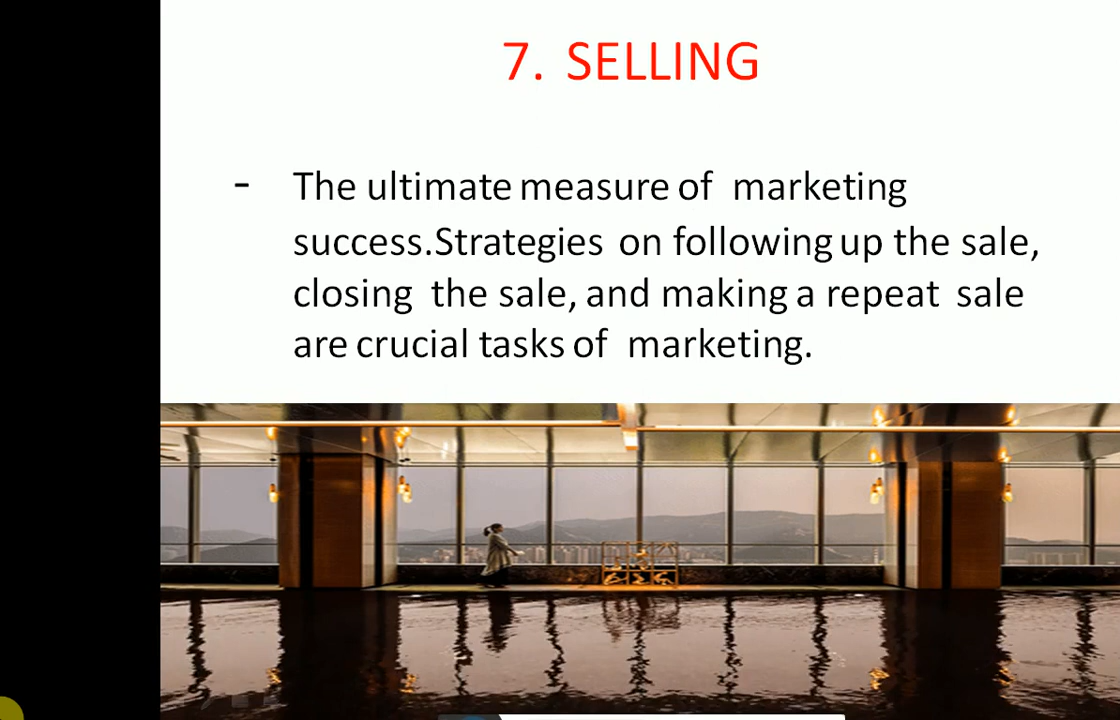 7. SELLING
- The ultimate measure of marketing
success.Strategies on following up the sale,
closing the sale, and making a repeat sale
are crucial tasks of marketing.